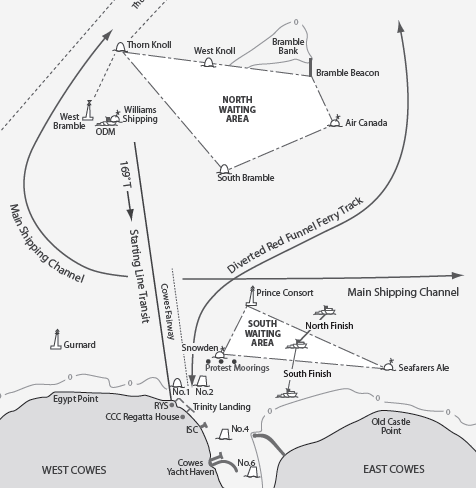 Tho
Thorn Knoll
West Knoll
Bramble
Bank
Bramble Beacon
NORTH
WAITING
AREA
West
Bramble
Williams
Shipping
ODM
Air Canada
South Bramble
169°T
Starting Line Transit
Main Shipping Channel
Diverted Red Funnel Ferry Track
Cowes Fairway
Prince Consort
Main Shipping Channel
SOUTH
WAITING
AREA
North Finish
Gurnard
Snowden
Protest Moorings
South Finish
Seafarers Ale
0
0
0
No.1
No.2
Egypt Point
RYS
Trinity Landing
CCC Regatta House
ISC
No.4
Old Castle
Point
Cowes
Yacht Haven
No.6
WEST COWES
EAST COWES